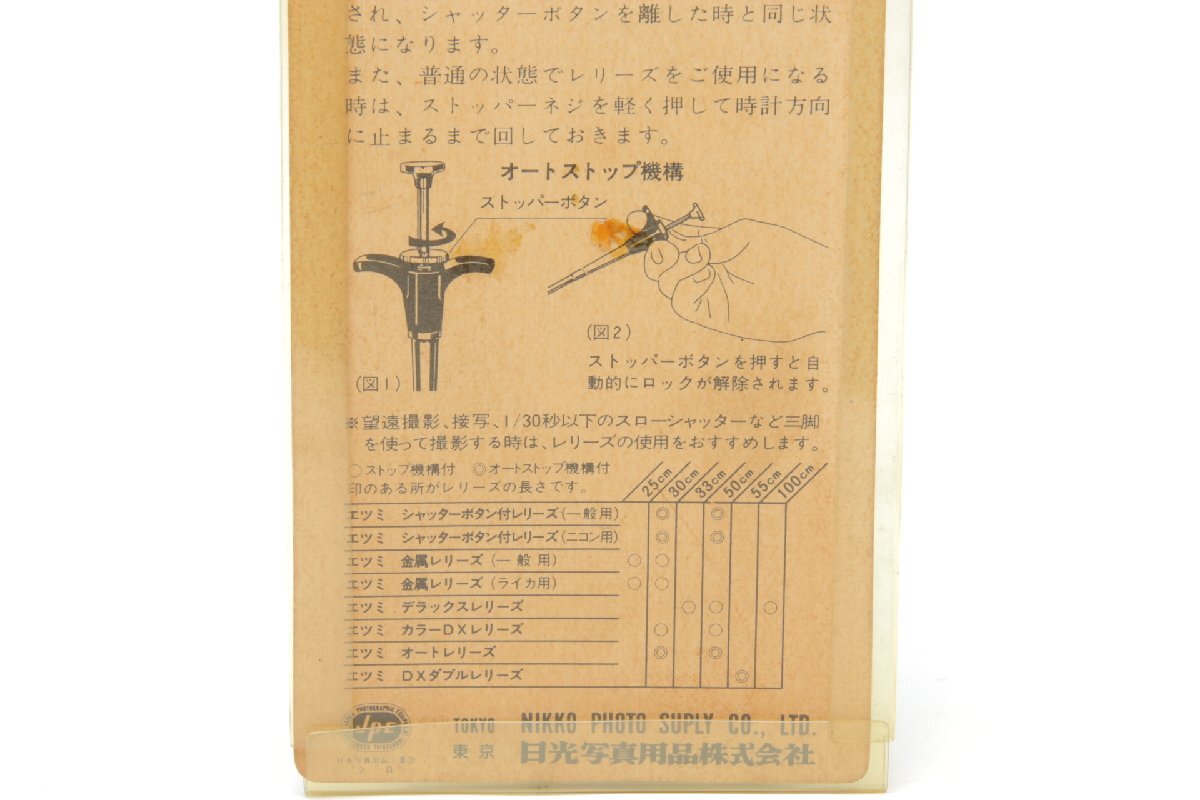 され、シャッターボタンを離した時と同じ状
態になります。
また、普通の状態でレリーズをご使用になる
時は、ストッパーネジを軽く押して時計方向
に止まるまで回しておきます。
オートストップ機構
ストッパーボタン
(図2)
ストッパーボタンを押すと自
動的にロックが解除されます。
(図1)
※望遠撮影、接写、1/30秒以下のスローシャッターなど三脚
を使って撮影する時は、レリーズの使用をおすすめします。
○ストップ機構付 ◎オートストップ機構付
印のある所がレリーズの長さです。
25cm 30cm 33cm 50cm 55cm 100cm
エツミ シャッターボタン付レリーズ(一般用) ◎ ◎
エツミ シャッターボタン付レリーズ(ニコン用) ◎ ◎
エツミ 金属レリーズ(一般用) ○ ○
エツミ 金属レリーズ(ライカ用) ○ ○
エツミ デラックスレリーズ ○ ○ ○
エツミ カラーDXレリーズ ○ ○
エツミ オートレリーズ ◎ ◎
エツミ DXダブルレリーズ ◎
JPE
TOKYO NIKKO PHOTO SUPLY CO., LTD.
東京 日光写真用品株式会社